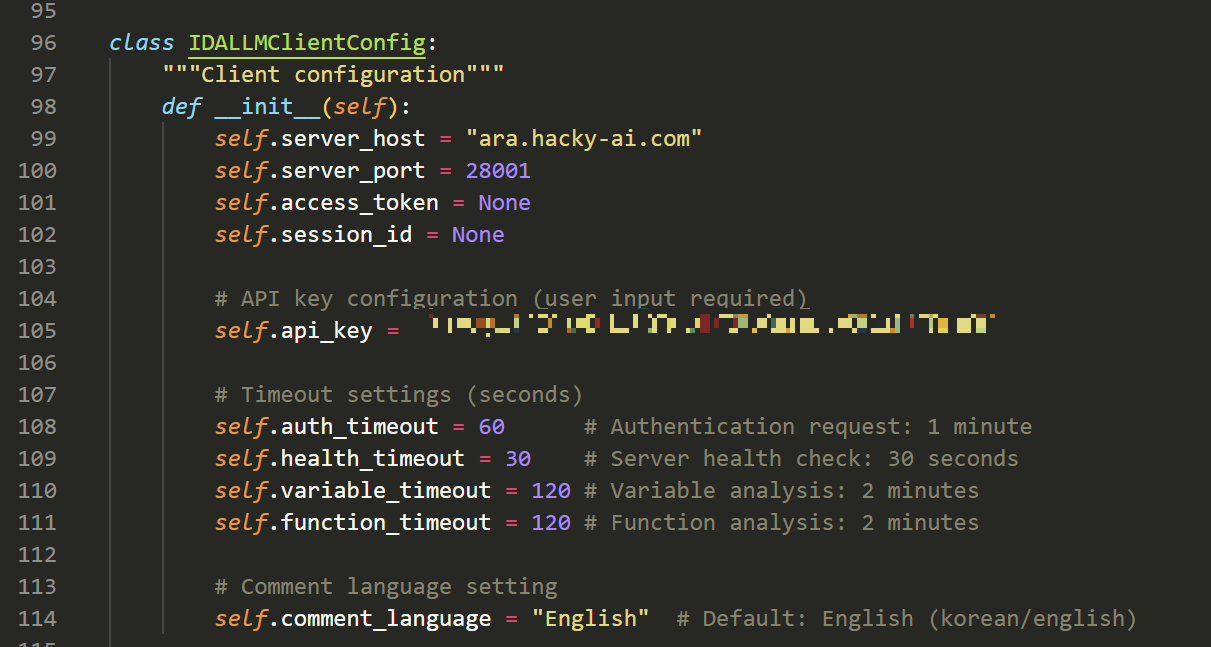 95
96 class IDALLMClientConfig:
97 """Client configuration"""
98 def __init__(self):
99 self.server_host = "ara.hacky-ai.com"
100 self.server_port = 28001
101 self.access_token = None
102 self.session_id = None
103
104 # API key configuration (user input required)
105 self.api_key =
106
107 # Timeout settings (seconds)
108 self.auth_timeout = 60 # Authentication request: 1 minute
109 self.health_timeout = 30 # Server health check: 30 seconds
110 self.variable_timeout = 120 # Variable analysis: 2 minutes
111 self.function_timeout = 120 # Function analysis: 2 minutes
112
113 # Comment language setting
114 self.comment_language = "English" # Default: English (korean/english)